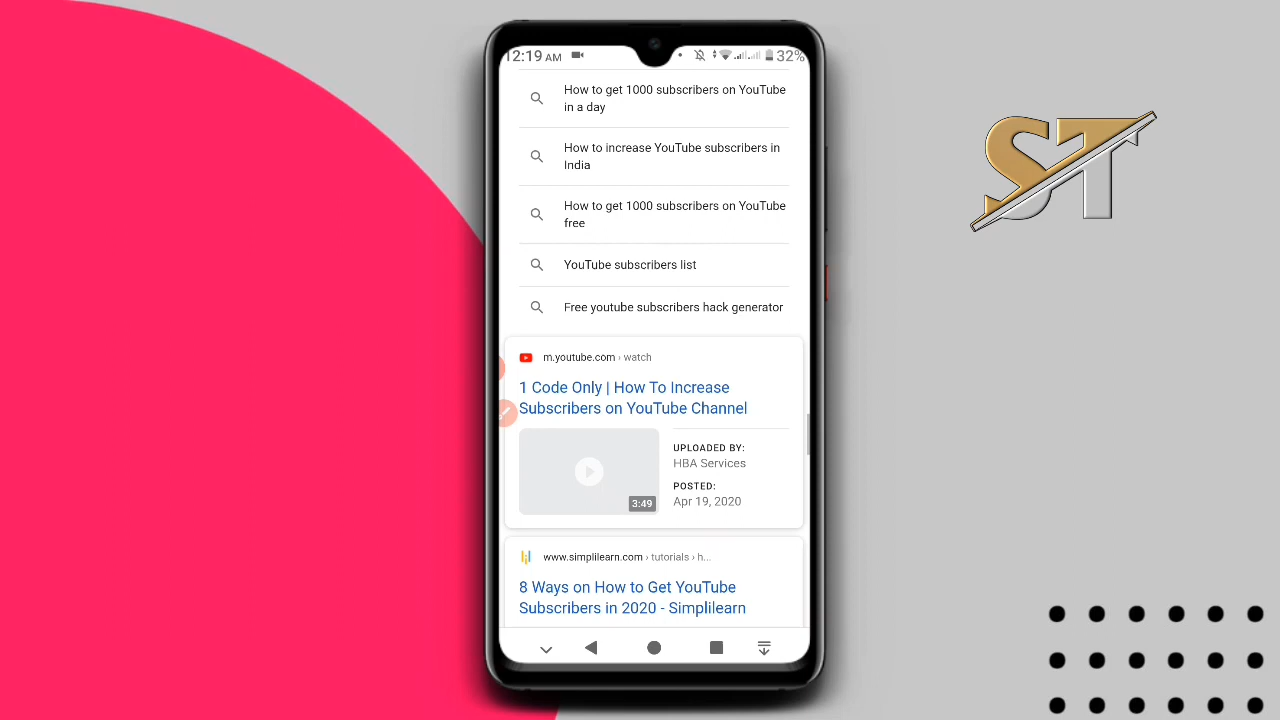 12:19 AM 32%
How to get 1000 subscribers on YouTube
in a day
How to increase YouTube subscribers in
India
How to get 1000 subscribers on YouTube
free
YouTube subscribers list
Free youtube subscribers hack generator
m.youtube.com › watch
1 Code Only | How To Increase
Subscribers on YouTube Channel
UPLOADED BY:
HBA Services
POSTED:
3:49
Apr 19, 2020
www.simplilearn.com › tutorials › h...
8 Ways on How to Get YouTube
Subscribers in 2020 - Simplilearn
ST